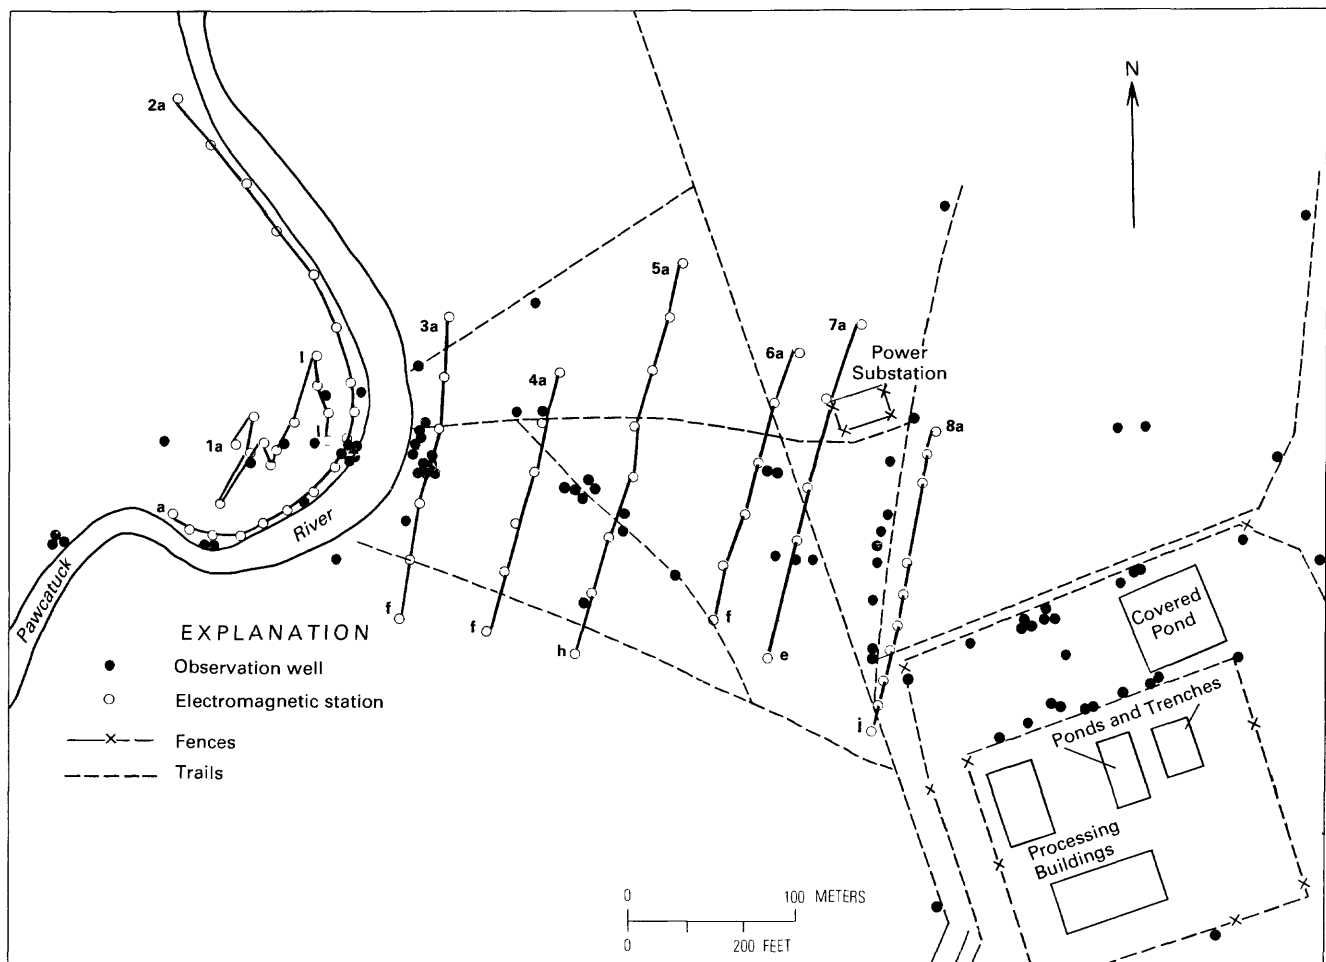 N
2a
5a
3a
7a
6a
Power
Substation
4a
l
8a
1a
a
River
Pawcatuck
f
f
h
f
e
j
Covered
Pond
Ponds and Trenches
Processing
Buildings
EXPLANATION
Observation well
Electromagnetic station
Fences
Trails
0 100 METERS
0 200 FEET